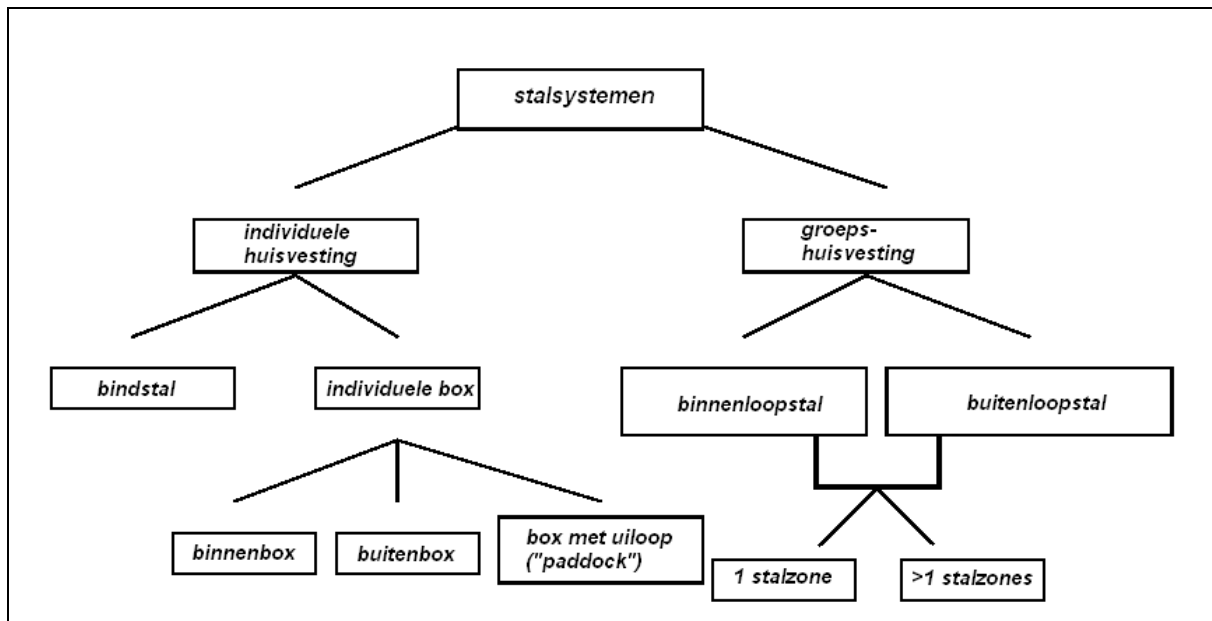 stalsystemen
individuele
huisvesting
groeps-
huisvesting
bindstal
individuele box
binnenloopstal
buitenloopstal
binnenbox
buitenbox
box met uiloop
("paddock")
1 stalzone
>1 stalzones